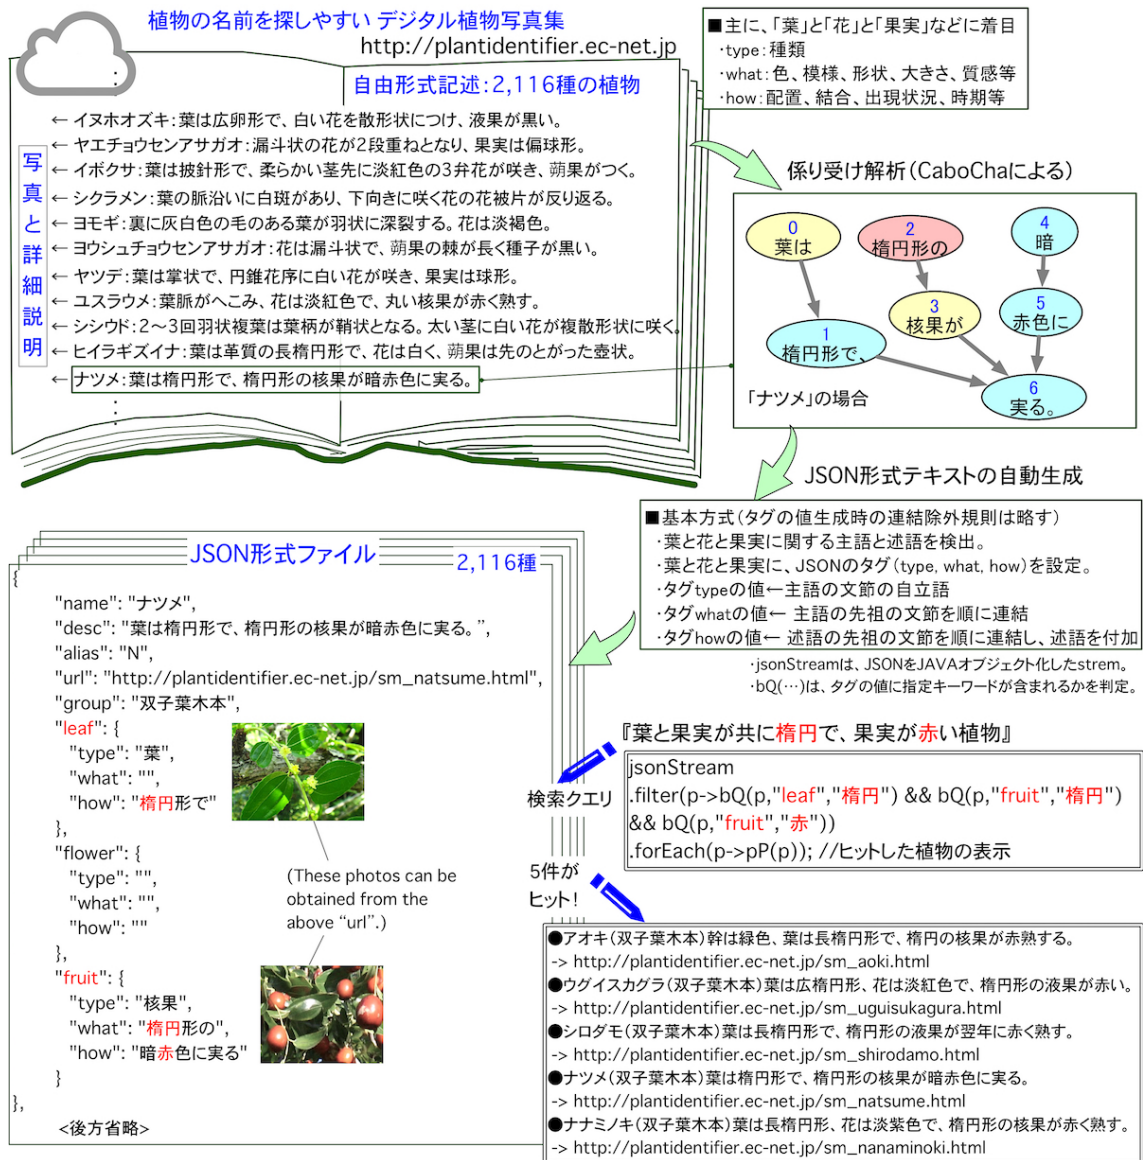 植物の名前を探しやすい デジタル植物写真集
http://plantidentifier.ec-net.jp
自由形式記述：2,116種の植物
写真と詳細説明
← イヌホオズキ：葉は広卵形で、白い花を散形状につけ、液果が黒い。
← ヤエチョウセンアサガオ：漏斗状の花が2段重ねとなり、果実は偏球形。
← イボクサ：葉は披針形で、柔らかい茎先に淡紅色の3弁花が咲き、蒴果がつく。
← シクラメン：葉の脈沿いに白斑があり、下向きに咲く花の花被片が反り返る。
← ヨモギ：裏に灰白色の毛のある葉が羽状に深裂する。花は淡褐色。
← ヨウシュチョウセンアサガオ：花は漏斗状で、蒴果の棘が長く種子が黒い。
← ヤツデ：葉は掌状で、円錐花序に白い花が咲き、果実は球形。
← ユスラウメ：葉脈がへこみ、花は淡紅色で、丸い核果が赤く熟す。
← シシウド：2〜3回羽状複葉は葉柄が鞘状となる。太い茎に白い花が複散形状に咲く。
← ヒイラギズイナ：葉は革質の長楕円形で、花は白く、蒴果は先のとがった壺状。
← ナツメ：葉は楕円形で、楕円形の核果が暗赤色に実る。
■主に、「葉」と「花」と「果実」などに着目
・type：種類
・what：色、模様、形状、大きさ、質感等
・how：配置、結合、出現状況、時期等
係り受け解析（CaboChaによる）
0
葉は
2
楕円形の
4
暗
3
核果が
5
赤色に
1
楕円形で、
6
実る。
「ナツメ」の場合
JSON形式テキストの自動生成
■基本方式（タグの値生成時の連結除外規則は略す）
・葉と花と果実に関する主語と述語を検出。
・葉と花と果実に、JSONのタグ（type, what, how）を設定。
・タグtypeの値←主語の文節の自立語
・タグwhatの値← 主語の先祖の文節を順に連結
・タグhowの値← 述語の先祖の文節を順に連結し、述語を付加
・jsonStreamは、JSONをJAVAオブジェクト化したstrem。
・bQ(…)は、タグの値に指定キーワードが含まれるかを判定。
JSON形式ファイル
2,116種
{
"name": "ナツメ",
"desc": "葉は楕円形で、楕円形の核果が暗赤色に実る。”,
"alias": "N",
"url": "http://plantidentifier.ec-net.jp/sm_natsume.html",
"group": "双子葉木本",
"leaf": {
"type": "葉",
"what": "",
"how": "楕円形で"
},
"flower": {
"type": "",
"what": "",
"how": ""
},
"fruit": {
"type": "核果",
"what": "楕円形の",
"how": "暗赤色に実る"
}
},
<後方省略>
(These photos can be
obtained from the
above “url”.)
『葉と果実が共に楕円で、果実が赤い植物』
検索クエリ
jsonStream
.filter(p->bQ(p,"leaf","楕円") && bQ(p,"fruit","楕円")
&& bQ(p,"fruit","赤"))
.forEach(p->pP(p)); //ヒットした植物の表示
5件が
ヒット！
●アオキ（双子葉木本）幹は緑色、葉は長楕円形で、楕円の核果が赤熟する。
-> http://plantidentifier.ec-net.jp/sm_aoki.html
●ウグイスカグラ（双子葉木本）葉は広楕円形、花は淡紅色で、楕円形の液果が赤い。
-> http://plantidentifier.ec-net.jp/sm_uguisukagura.html
●シロダモ（双子葉木本）葉は長楕円形で、楕円形の液果が翌年に赤く熟す。
-> http://plantidentifier.ec-net.jp/sm_shirodamo.html
●ナツメ（双子葉木本）葉は楕円形で、楕円形の核果が暗赤色に実る。
-> http://plantidentifier.ec-net.jp/sm_natsume.html
●ナナミノキ（双子葉木本）葉は長楕円形、花は淡紫色で、楕円形の核果が赤く熟す。
-> http://plantidentifier.ec-net.jp/sm_nanaminoki.html